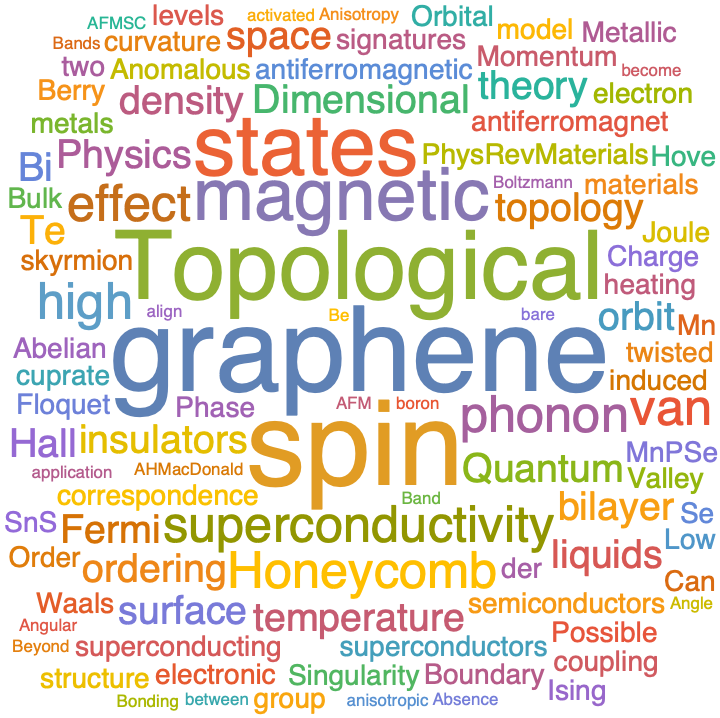 AFMSC levels activated Anisotropy Orbital model Metallic
Bands curvature space signatures Momentum
two Anomalous antiferromagnetic theory become
Berry density Dimensional electron
metals states antiferromagnet
Bi Physics PhysRevMaterials Hove
Bulk effect magnetic Boltzmann materials
Te topology Joule
skyrmion Topological Charge
high heating
align Be bare orbit Mn
Abelian graphene twisted
cuprate induced
Floquet Phase AFM boron phonon van
Hall insulators spin MnPSe
application AHMacDonald Quantum Valley
correspondence Band bilayer Se
SnS Fermi superconductivity Low
Order ordering Honeycomb der liquids Can
Waals surface temperature semiconductors Angle
Angular Possible
Beyond superconducting superconductors coupling
structure electronic Singularity Boundary Ising
Bonding between group anisotropic Absence